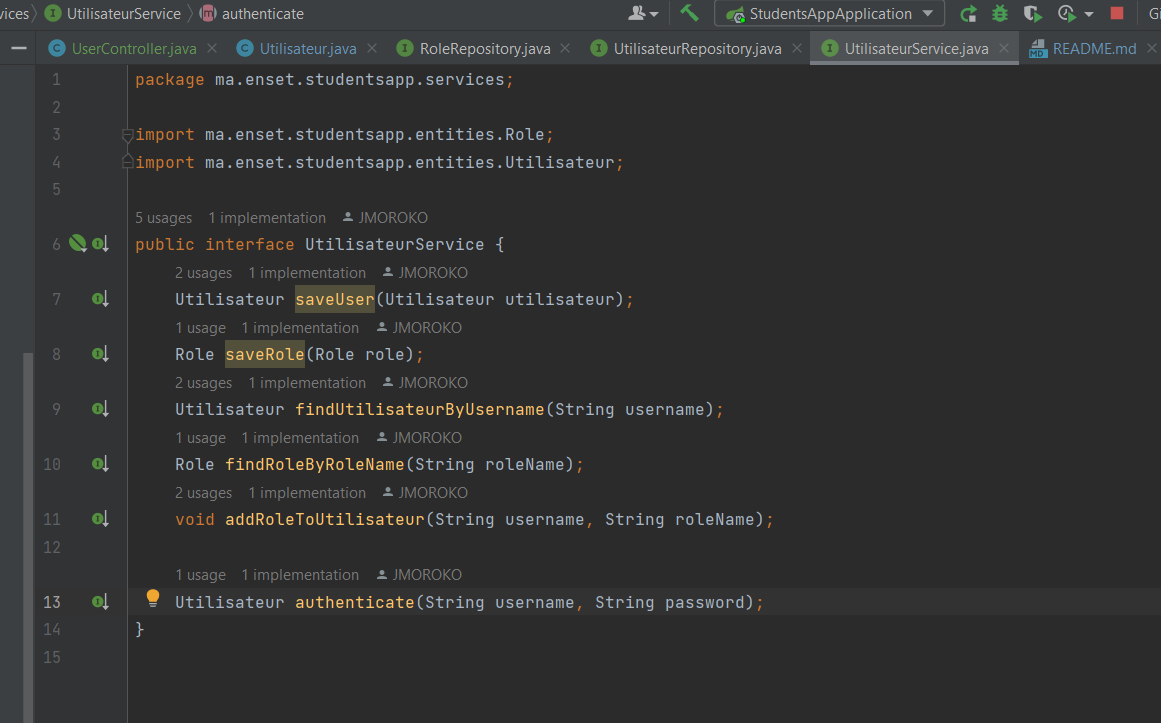 vices UtilisateurService authenticate StudentsAppApplication Gi
UserController.java Utilisateur.java RoleRepository.java UtilisateurRepository.java UtilisateurService.java README.md
1 package ma.enset.studentsapp.services;
2
3 import ma.enset.studentsapp.entities.Role;
4 import ma.enset.studentsapp.entities.Utilisateur;
5
5 usages 1 implementation JMOROKO
6 public interface UtilisateurService {
2 usages 1 implementation JMOROKO
7 Utilisateur saveUser(Utilisateur utilisateur);
1 usage 1 implementation JMOROKO
8 Role saveRole(Role role);
2 usages 1 implementation JMOROKO
9 Utilisateur findUtilisateurByUsername(String username);
1 usage 1 implementation JMOROKO
10 Role findRoleByRoleName(String roleName);
2 usages 1 implementation JMOROKO
11 void addRoleToUtilisateur(String username, String roleName);
12
1 usage 1 implementation JMOROKO
13 Utilisateur authenticate(String username, String password);
14 }
15